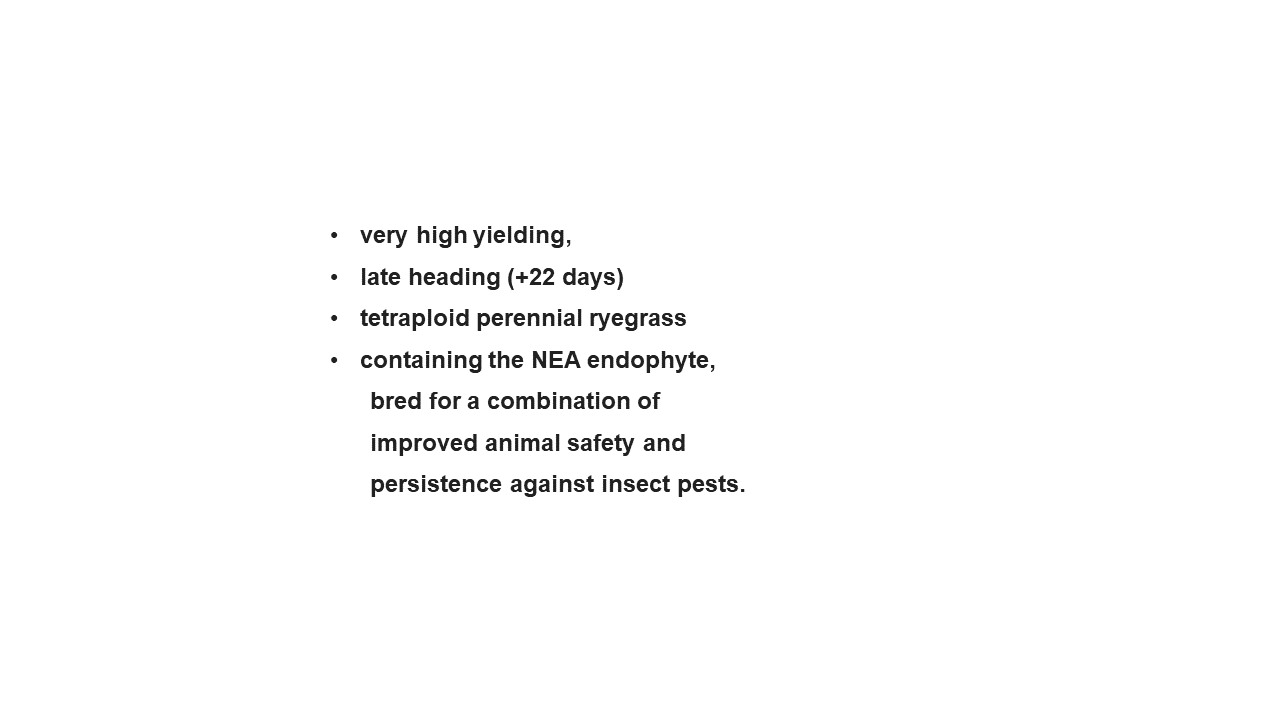 • very high yielding,
• late heading (+22 days)
• tetraploid perennial ryegrass
• containing the NEA endophyte,
bred for a combination of
improved animal safety and
persistence against insect pests.